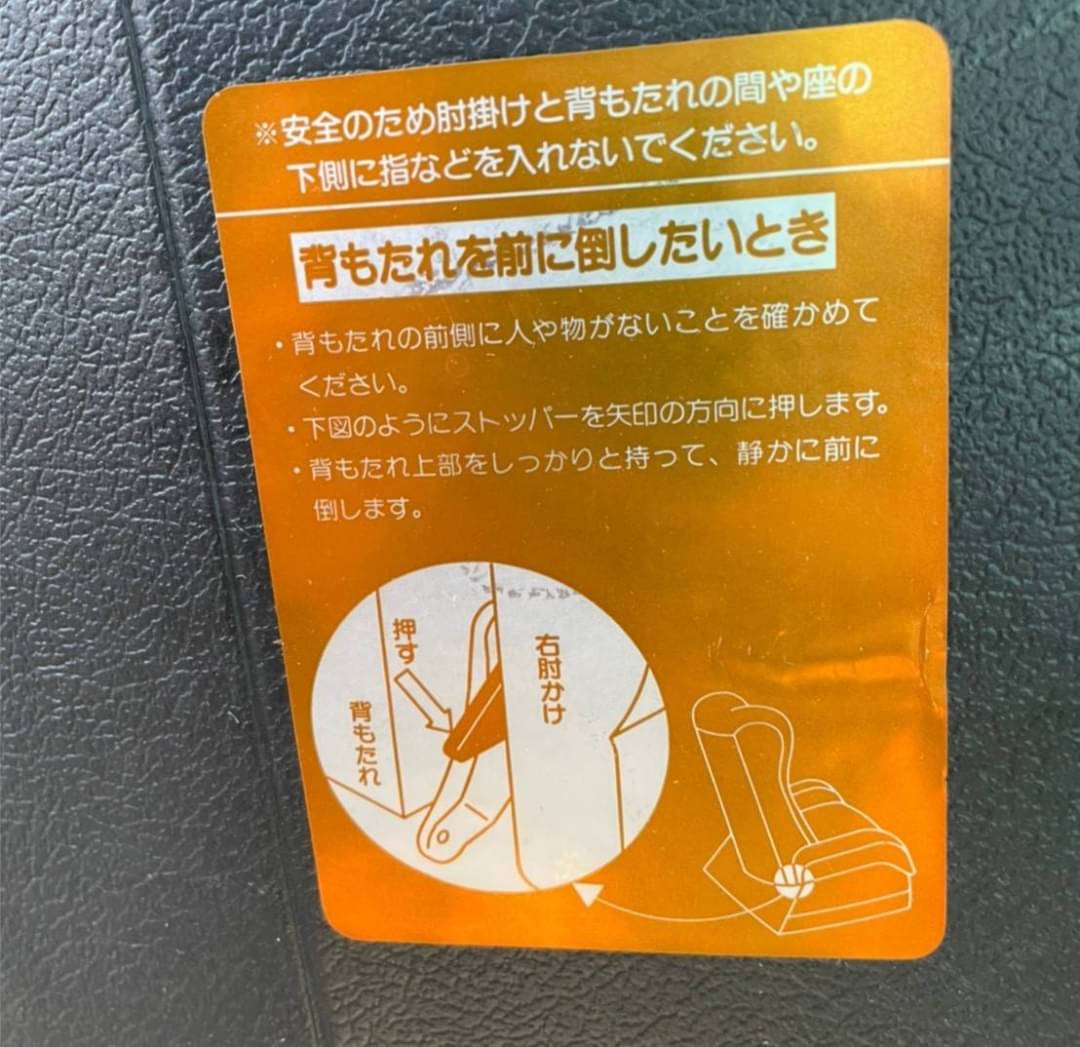 ※安全のため肘掛けと背もたれの間や座の
下側に指などを入れないでください。
背もたれを前に倒したいとき
・背もたれの前側に人や物がないことを確かめて
ください。
・下図のようにストッパーを矢印の方向に押します。
・背もたれ上部をしっかりと持って、静かに前に
倒します。
押す
右肘かけ
背もたれ